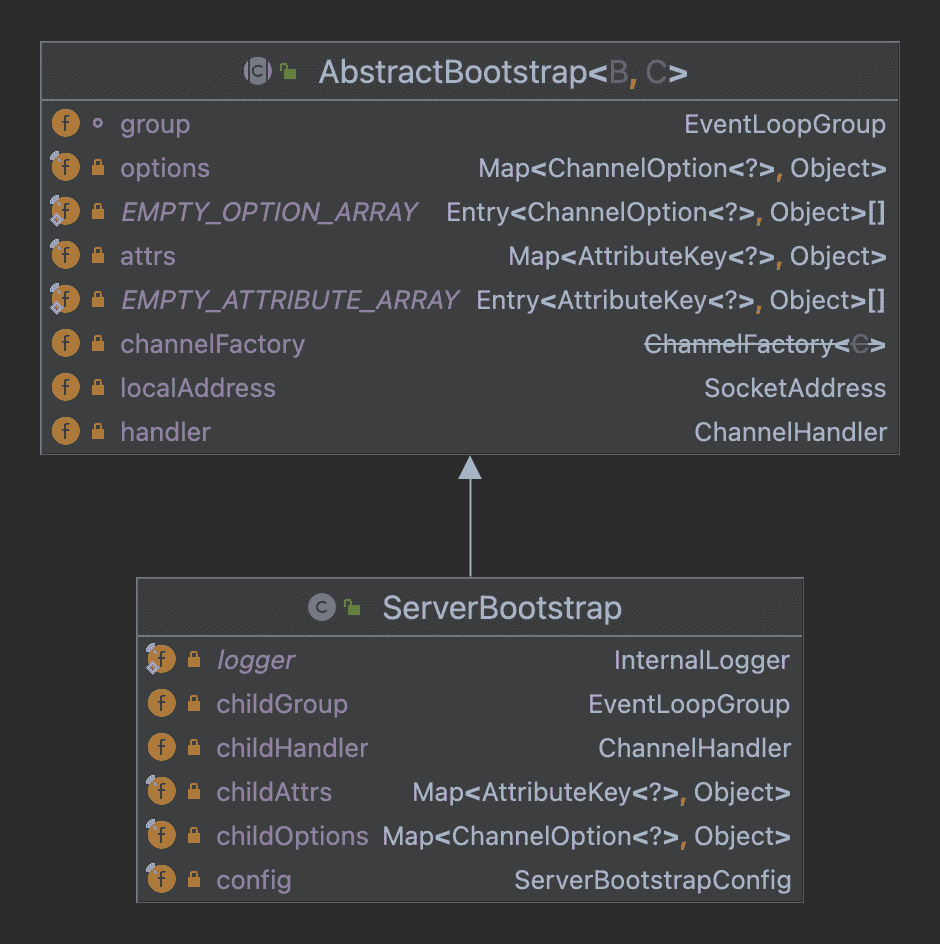 AbstractBootstrap<B, C>
group EventLoopGroup
options Map<ChannelOption<?>, Object>
EMPTY_OPTION_ARRAY Entry<ChannelOption<?>, Object>[]
attrs Map<AttributeKey<?>, Object>
EMPTY_ATTRIBUTE_ARRAY Entry<AttributeKey<?>, Object>[]
channelFactory ChannelFactory<C>
localAddress SocketAddress
handler ChannelHandler
ServerBootstrap
logger InternalLogger
childGroup EventLoopGroup
childHandler ChannelHandler
childAttrs Map<AttributeKey<?>, Object>
childOptions Map<ChannelOption<?>, Object>
config ServerBootstrapConfig